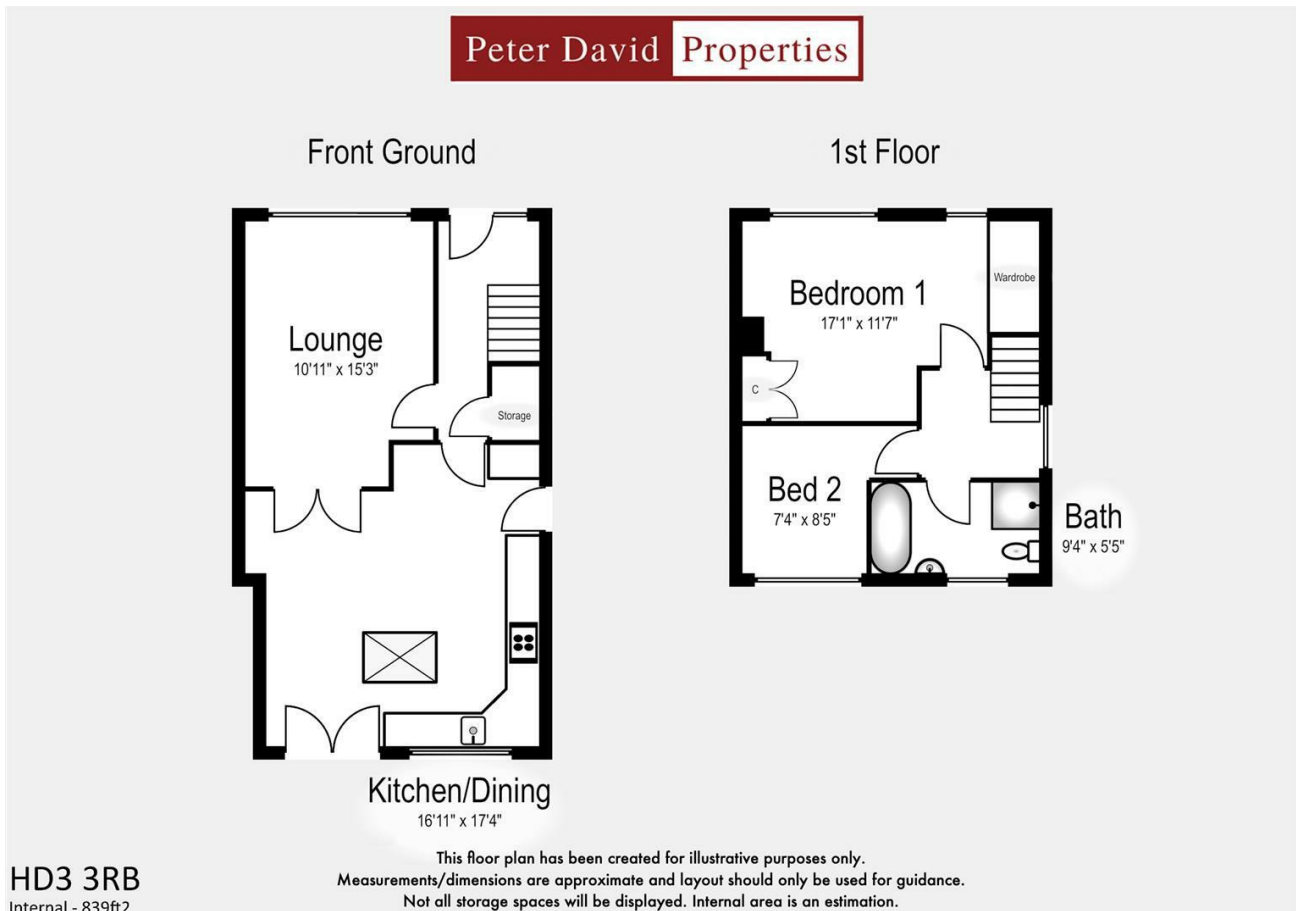 Peter David Properties
Front Ground
1st Floor
Lounge
10'11" x 15'3"
Storage
Kitchen/Dining
16'11" x 17'4"
Bedroom 1
17'1" x 11'7"
Wardrobe
C
Bed 2
7'4" x 8'5"
Bath
9'4" x 5'5"
This floor plan has been created for illustrative purposes only.
Measurements/dimensions are approximate and layout should only be used for guidance.
Not all storage spaces will be displayed. Internal area is an estimation.
HD3 3RB
Internal - 839ft2